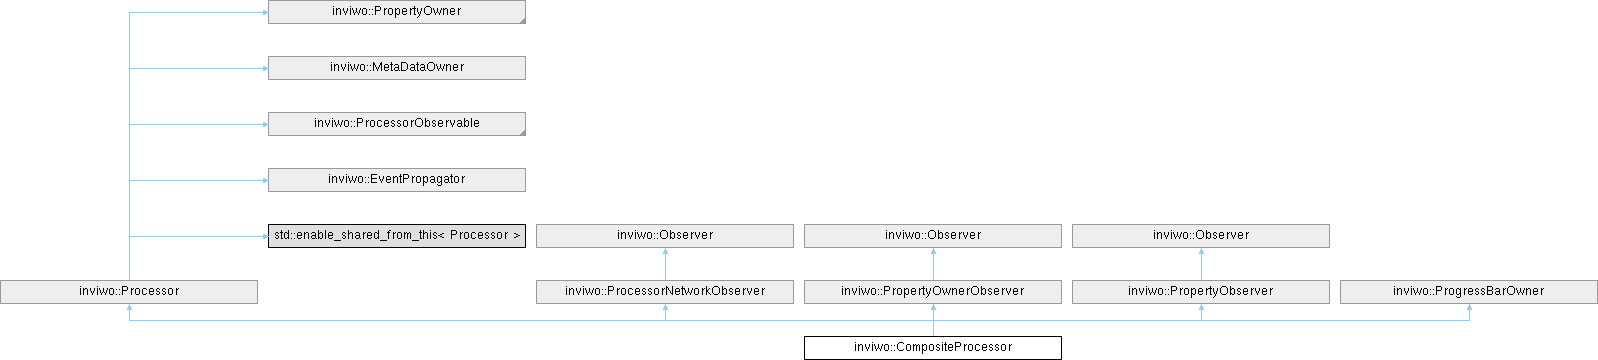 inviwo::PropertyOwner
inviwo::MetaDataOwner
inviwo::ProcessorObservable
inviwo::EventPropagator
std::enable_shared_from_this< Processor >
inviwo::Observer
inviwo::Observer
inviwo::Observer
inviwo::Processor
inviwo::ProcessorNetworkObserver
inviwo::PropertyOwnerObserver
inviwo::PropertyObserver
inviwo::ProgressBarOwner
inviwo::CompositeProcessor